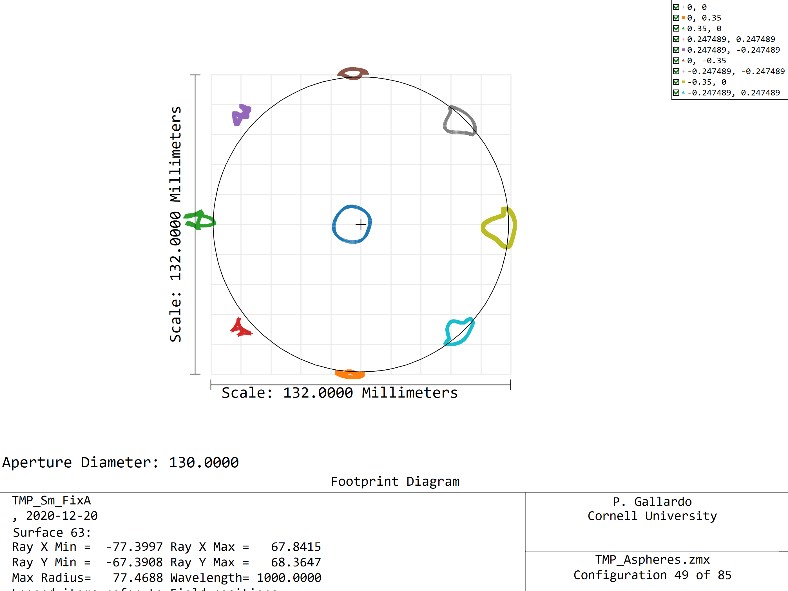 0, 0
0, 0.35
0.35, 0
0.247489, 0.247489
0.247489, -0.247489
0, -0.35
-0.247489, -0.247489
-0.35, 0
-0.247489, 0.247489
Scale: 132.0000 Millimeters
Scale: 132.0000 Millimeters
Aperture Diameter: 130.0000
Footprint Diagram
TMP_Sm_FixA
, 2020-12-20
Surface 63:
Ray X Min = -77.3997 Ray X Max = 67.8415
Ray Y Min = -67.3908 Ray Y Max = 68.3647
Max Radius= 77.4688 Wavelength= 1000.0000
P. Gallardo
Cornell University
TMP_Aspheres.zmx
Configuration 49 of 85